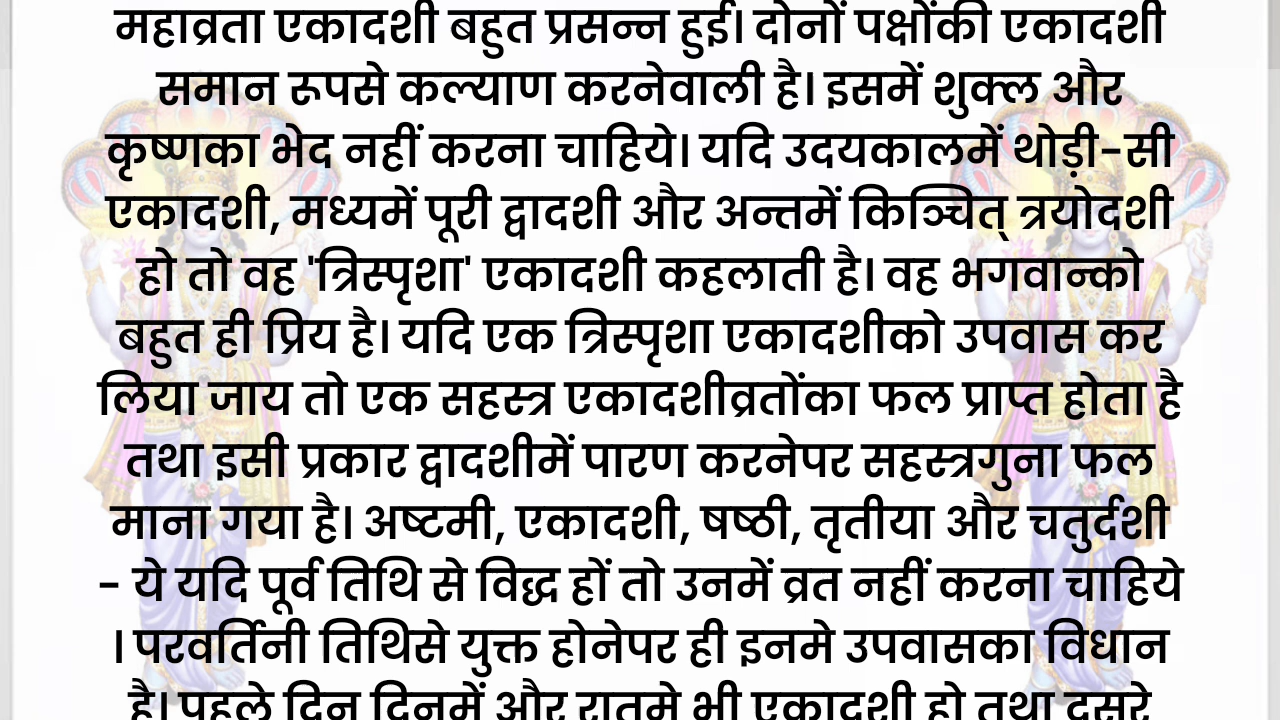 महाव्रता एकादशी बहुत प्रसन्न हुई। दोनों पक्षोंकी एकादशी
समान रूपसे कल्याण करनेवाली है। इसमें शुक्ल और
कृष्णका भेद नहीं करना चाहिये। यदि उदयकालमें थोड़ी-सी
एकादशी, मध्यमें पूरी द्वादशी और अन्तमें किञ्चित् त्रयोदशी
हो तो वह 'त्रिस्पृशा' एकादशी कहलाती है। वह भगवान्को
बहुत ही प्रिय है। यदि एक त्रिस्पृशा एकादशीको उपवास कर
लिया जाय तो एक सहस्त्र एकादशीव्रतोंका फल प्राप्त होता है
तथा इसी प्रकार द्वादशीमें पारण करनेपर सहस्त्रगुना फल
माना गया है। अष्टमी, एकादशी, षष्ठी, तृतीया और चतुर्दशी
- ये यदि पूर्व तिथि से विद्ध हों तो उनमें व्रत नहीं करना चाहिये
। परवर्तिनी तिथिसे युक्त होनेपर ही इनमे उपवासका विधान
है। पहले दिन दिनमें और रातमे भी एकादशी हो तथा दूसरे